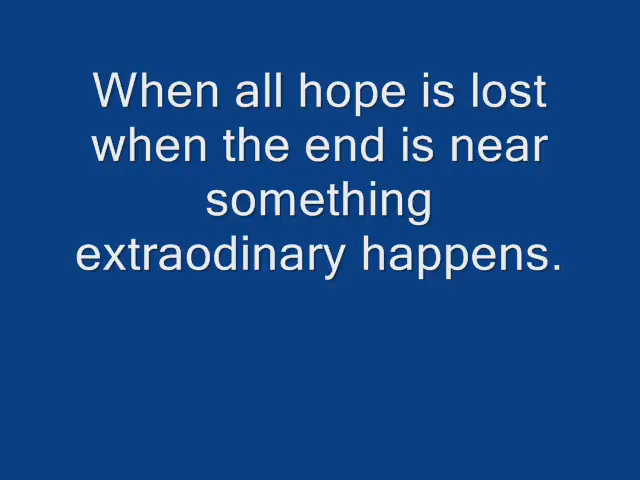 When all hope is lost
when the end is near
something
extraodinary happens.